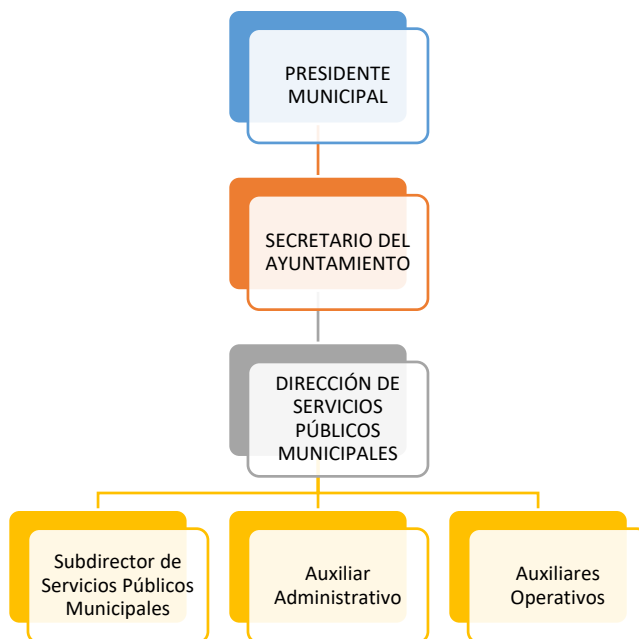 PRESIDENTE
MUNICIPAL
SECRETARIO DEL
AYUNTAMIENTO
DIRECCIÓN DE
SERVICIOS
PÚBLICOS
MUNICIPALES
Subdirector de
Servicios Públicos
Municipales
Auxiliar
Administrativo
Auxiliares
Operativos